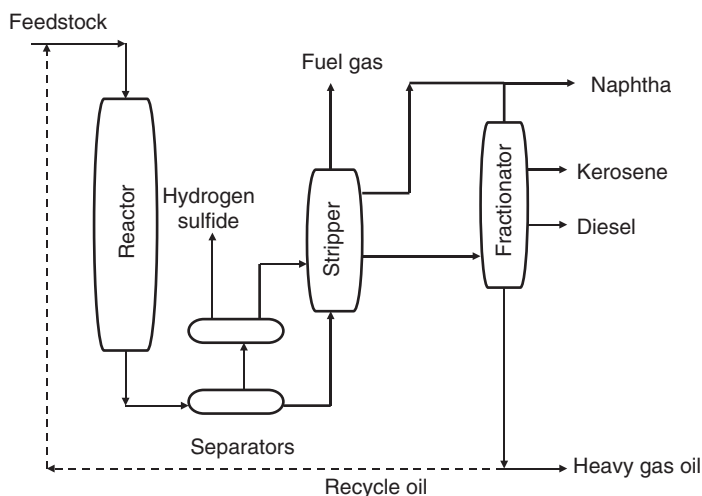 Feedstock
Fuel gas
Naphtha
Hydrogen
sulfide
Reactor
Stripper
Fractionator
Kerosene
Diesel
Separators
Heavy gas oil
Recycle oil